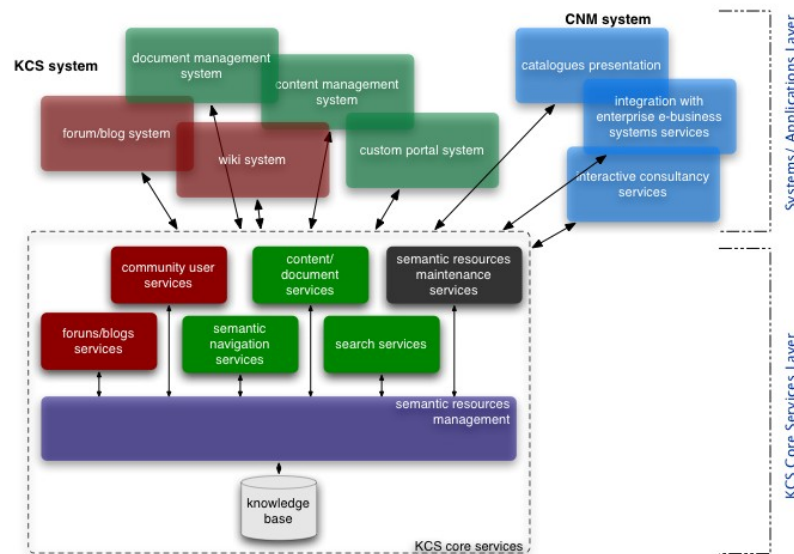 CNM system
KCS system
document management
system
catalogues presentation
content management
system
integration with
enterprise e-business
systems services
forum/blog system
wiki system
custom portal system
interactive consultancy
services
Systems/ Applications Layer
community user
services
content/
document
services
semantic resources
maintenance
services
foruns/blogs
services
semantic
navigation
services
search services
semantic resources
management
knowledge
base
KCS core services
KCS Core Services Layer